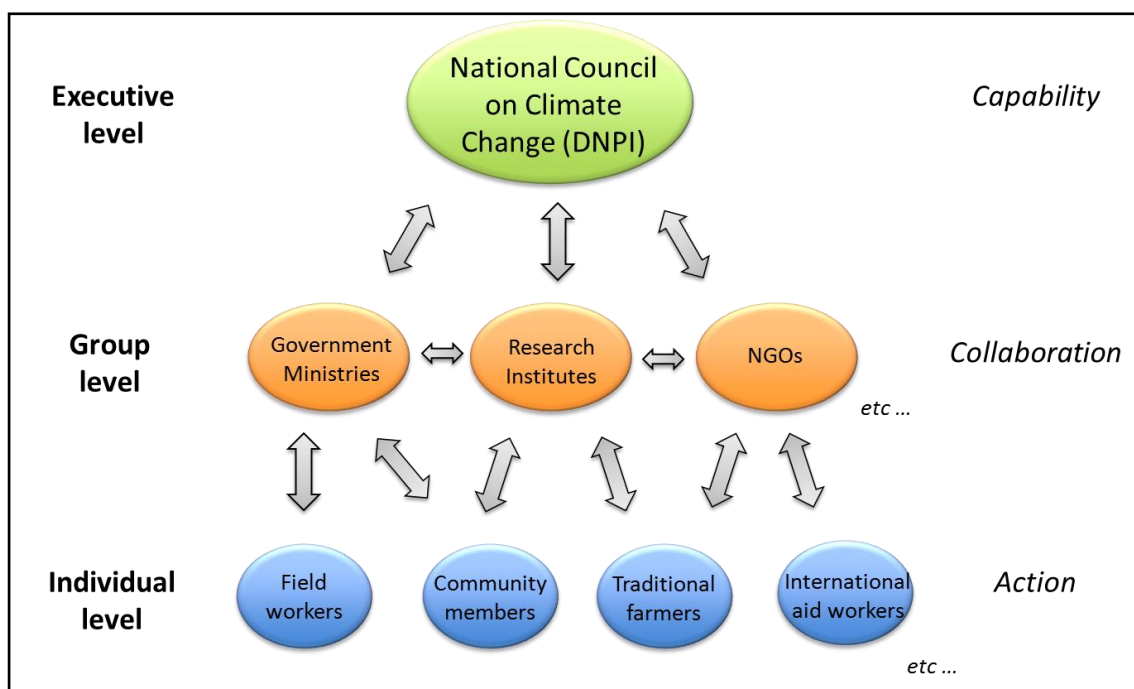 Executive level
National Council
on Climate
Change (DNPI)
Capability
Group level
Government
Ministries
Research
Institutes
NGOs
etc ...
Collaboration
Individual level
Field
workers
Community
members
Traditional
farmers
International
aid workers
etc ...
Action